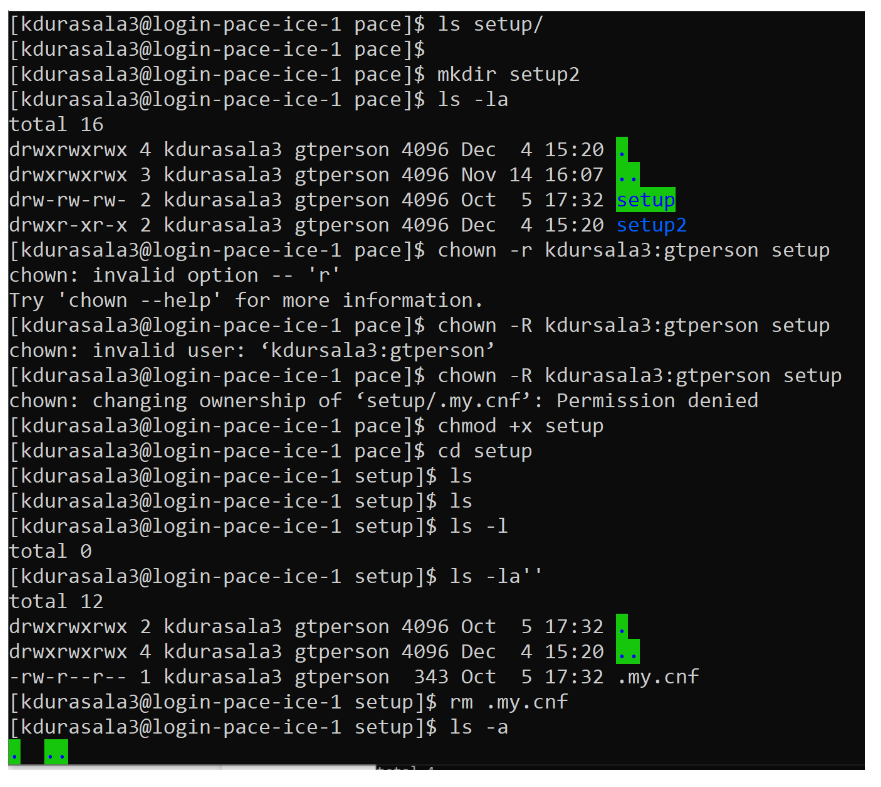 [kdurasala3@login-pace-ice-1 pace]$ ls setup/
[kdurasala3@login-pace-ice-1 pace]$
[kdurasala3@login-pace-ice-1 pace]$ mkdir setup2
[kdurasala3@login-pace-ice-1 pace]$ ls -la
total 16
drwxrwxrwx 4 kdurasala3 gtperson 4096 Dec  4 15:20 .
drwxrwxrwx 3 kdurasala3 gtperson 4096 Nov 14 16:07 ..
drw-rw-rw- 2 kdurasala3 gtperson 4096 Oct  5 17:32 setup
drwxr-xr-x 2 kdurasala3 gtperson 4096 Dec  4 15:20 setup2
[kdurasala3@login-pace-ice-1 pace]$ chown -r kdursala3:gtperson setup
chown: invalid option -- 'r'
Try 'chown --help' for more information.
[kdurasala3@login-pace-ice-1 pace]$ chown -R kdursala3:gtperson setup
chown: invalid user: ‘kdursala3:gtperson’
[kdurasala3@login-pace-ice-1 pace]$ chown -R kdurasala3:gtperson setup
chown: changing ownership of ‘setup/.my.cnf’: Permission denied
[kdurasala3@login-pace-ice-1 pace]$ chmod +x setup
[kdurasala3@login-pace-ice-1 pace]$ cd setup
[kdurasala3@login-pace-ice-1 setup]$ ls
[kdurasala3@login-pace-ice-1 setup]$ ls
[kdurasala3@login-pace-ice-1 setup]$ ls -l
total 0
[kdurasala3@login-pace-ice-1 setup]$ ls -la''
total 12
drwxrwxrwx 2 kdurasala3 gtperson 4096 Oct  5 17:32 .
drwxrwxrwx 4 kdurasala3 gtperson 4096 Dec  4 15:20 ..
-rw-r--r-- 1 kdurasala3 gtperson  343 Oct  5 17:32 .my.cnf
[kdurasala3@login-pace-ice-1 setup]$ rm .my.cnf
[kdurasala3@login-pace-ice-1 setup]$ ls -a
.  ..